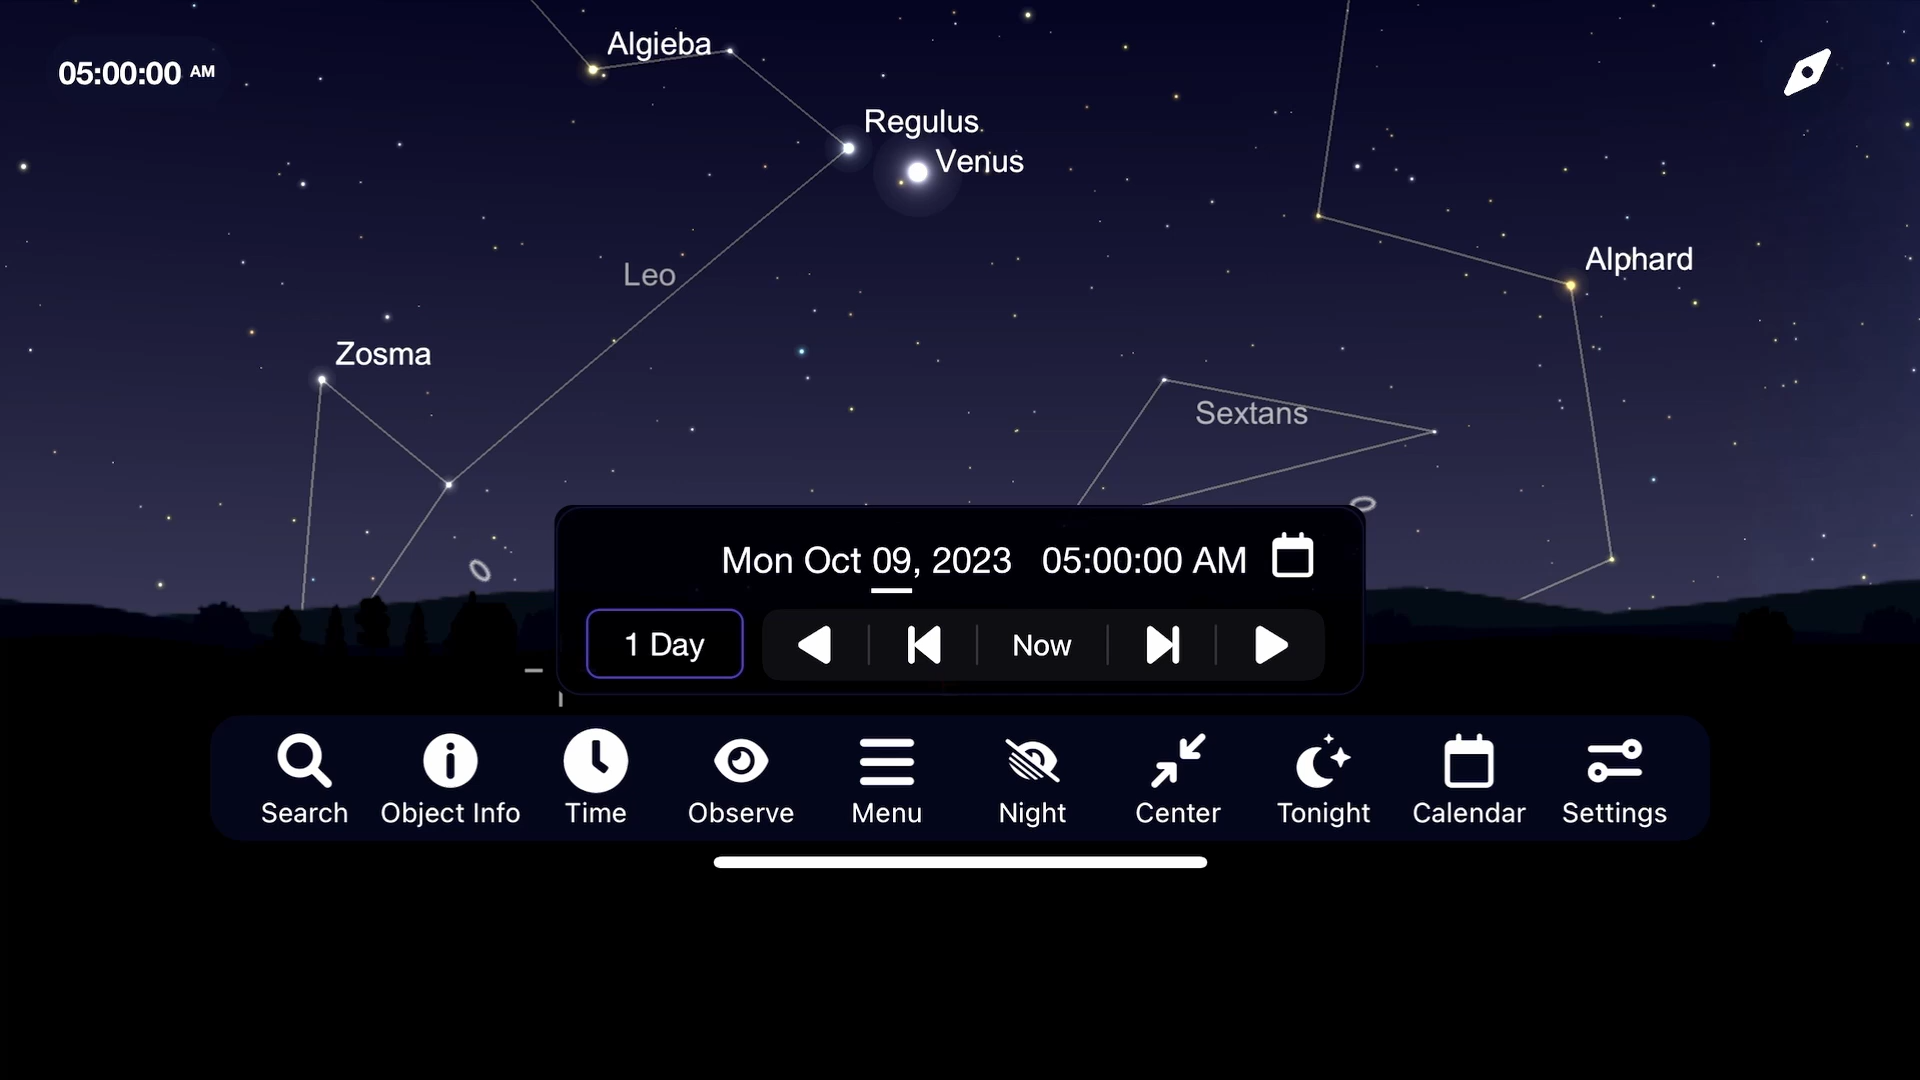 Algieba
05:00:00 AM
Regulus
Venus
Alphard
Leo
Zosma
Sextans
Mon Oct 09, 2023 05:00:00 AM
1 Day
Now
Search Object Info Time Observe Menu Night Center Tonight Calendar Settings